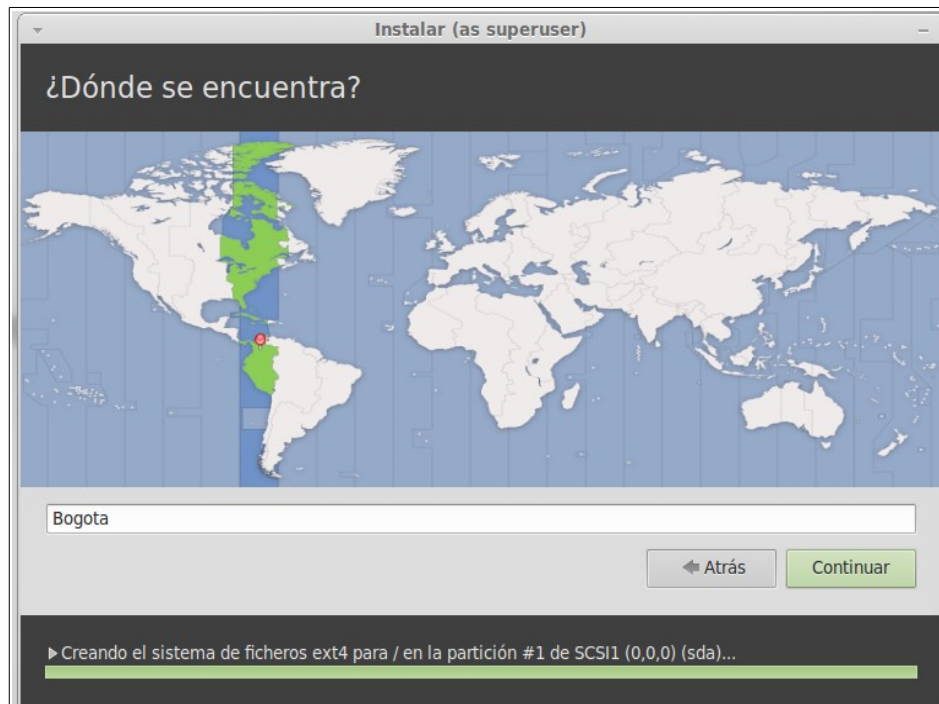 Instalar (as superuser)
¿Dónde se encuentra?
Bogota
Atrás
Continuar
Creando el sistema de ficheros ext4 para / en la partición #1 de SCSI1 (0,0,0) (sda)...